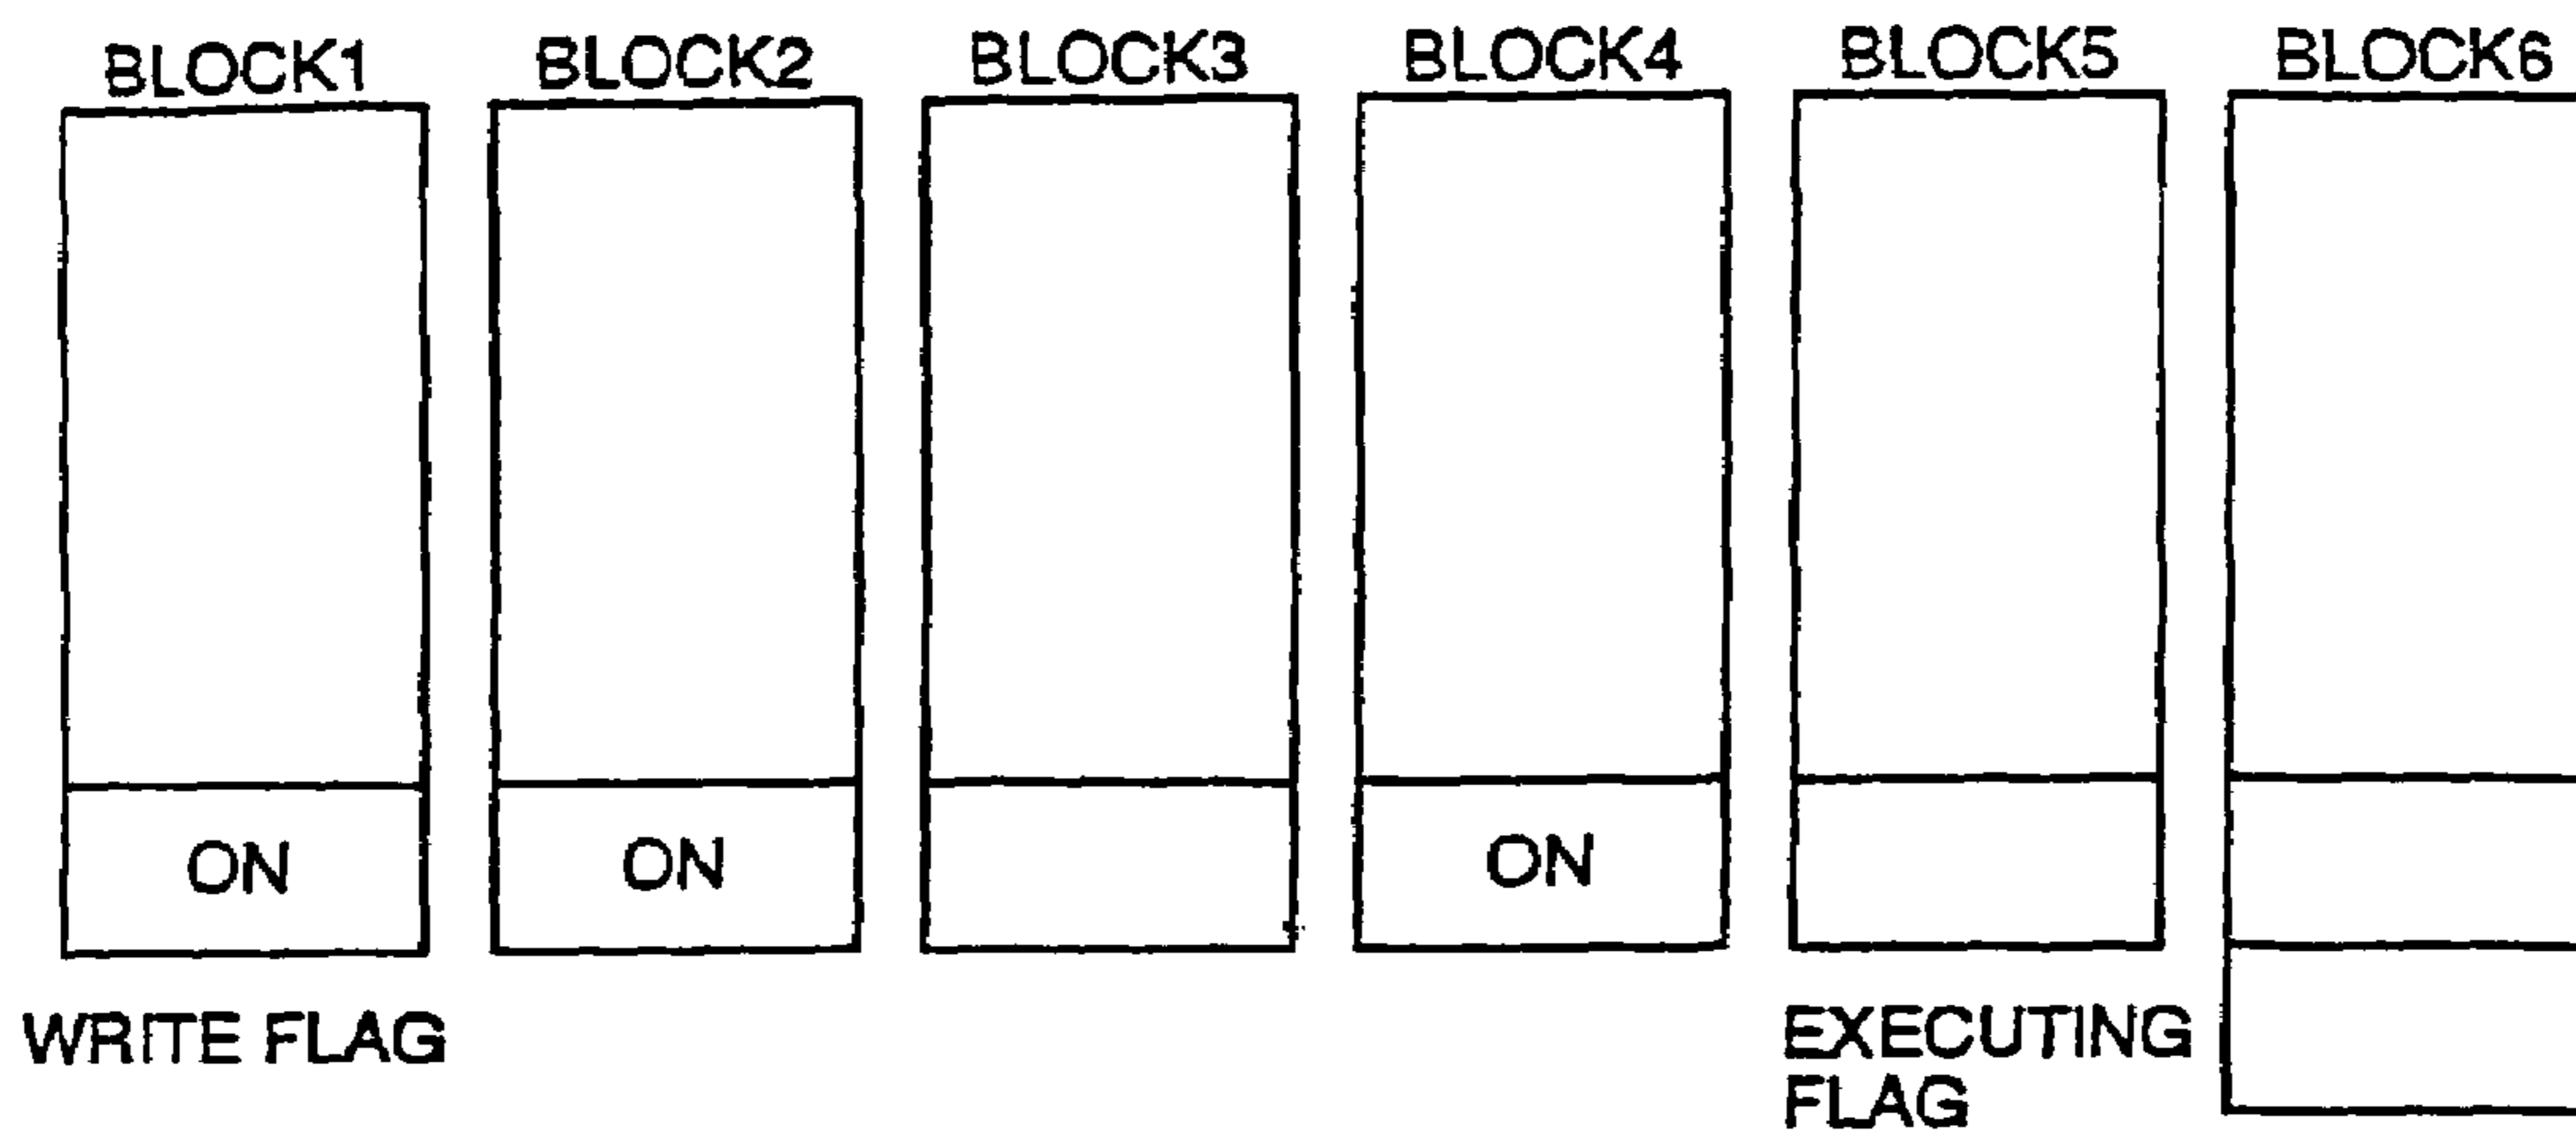 BLOCK1 BLOCK2 BLOCK3 BLOCK4 BLOCK5 BLOCK6
ON ON ON
WRITE FLAG
EXECUTING
FLAG